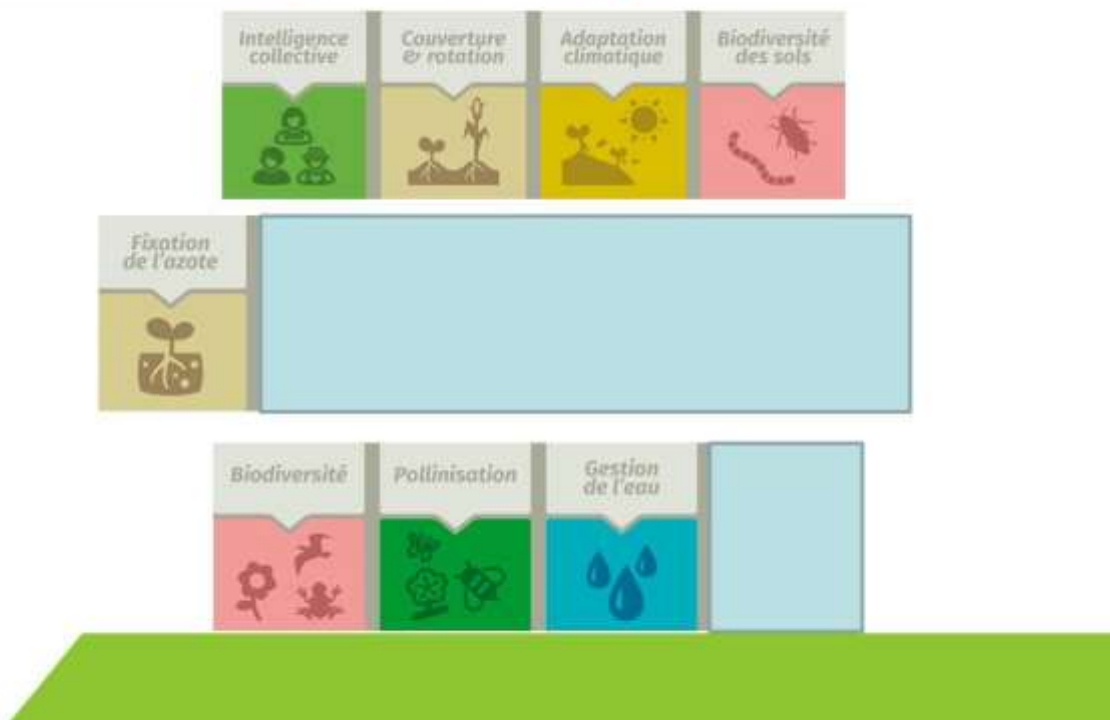 Intelligence
collective
Couverture
& rotation
Adaptation
climatique
Biodiversité
des sols
Fixation
de l'azote
Biodiversité
Pollinisation
Gestion
de l'eau